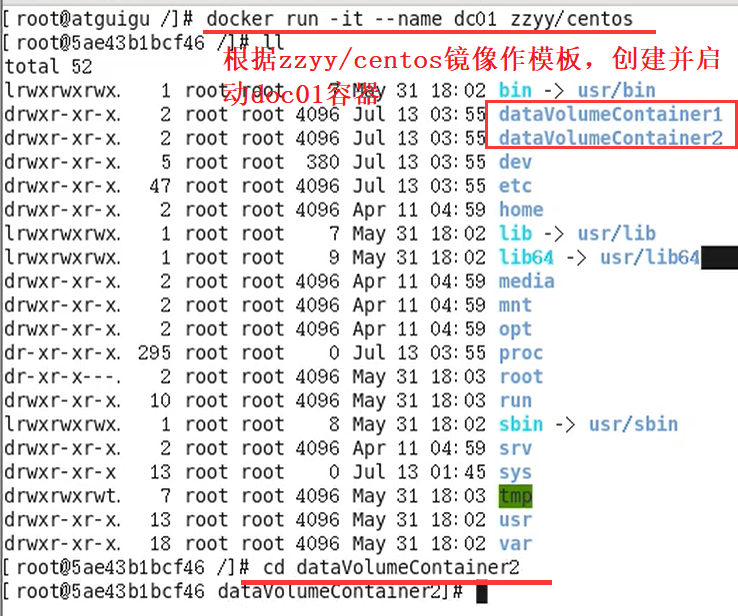 [root@atguigu /]# docker run -it --name dc01 zzyy/centos
[root@5ae43b1bcf46 /]# ll
total 52
根据zzyy/centos镜像作模板，创建并启
动doc01容器
lrwxrwxrwx. 1 root root 7 May 31 18:02 bin -> usr/bin
drwxr-xr-x. 2 root root 4096 Jul 13 03:55 dataVolumeContainer1
drwxr-xr-x. 2 root root 4096 Jul 13 03:55 dataVolumeContainer2
drwxr-xr-x. 5 root root 380 Jul 13 03:55 dev
drwxr-xr-x. 47 root root 4096 Jul 13 03:55 etc
drwxr-xr-x. 2 root root 4096 Apr 11 04:59 home
lrwxrwxrwx. 1 root root 7 May 31 18:02 lib -> usr/lib
lrwxrwxrwx. 1 root root 9 May 31 18:02 lib64 -> usr/lib64
drwxr-xr-x. 2 root root 4096 Apr 11 04:59 media
drwxr-xr-x. 2 root root 4096 Apr 11 04:59 mnt
drwxr-xr-x. 2 root root 4096 Apr 11 04:59 opt
dr-xr-xr-x. 295 root root 0 Jul 13 03:55 proc
dr-xr-x---. 2 root root 4096 May 31 18:03 root
drwxr-xr-x. 10 root root 4096 May 31 18:03 run
lrwxrwxrwx. 1 root root 8 May 31 18:02 sbin -> usr/sbin
drwxr-xr-x. 2 root root 4096 Apr 11 04:59 srv
drwxr-xr-x 13 root root 0 Jul 13 01:45 sys
drwxrwxrwt. 7 root root 4096 May 31 18:03 tmp
drwxr-xr-x. 13 root root 4096 May 31 18:02 usr
drwxr-xr-x. 18 root root 4096 May 31 18:02 var
[root@5ae43b1bcf46 /]# cd dataVolumeContainer2
[root@5ae43b1bcf46 dataVolumeContainer2]#